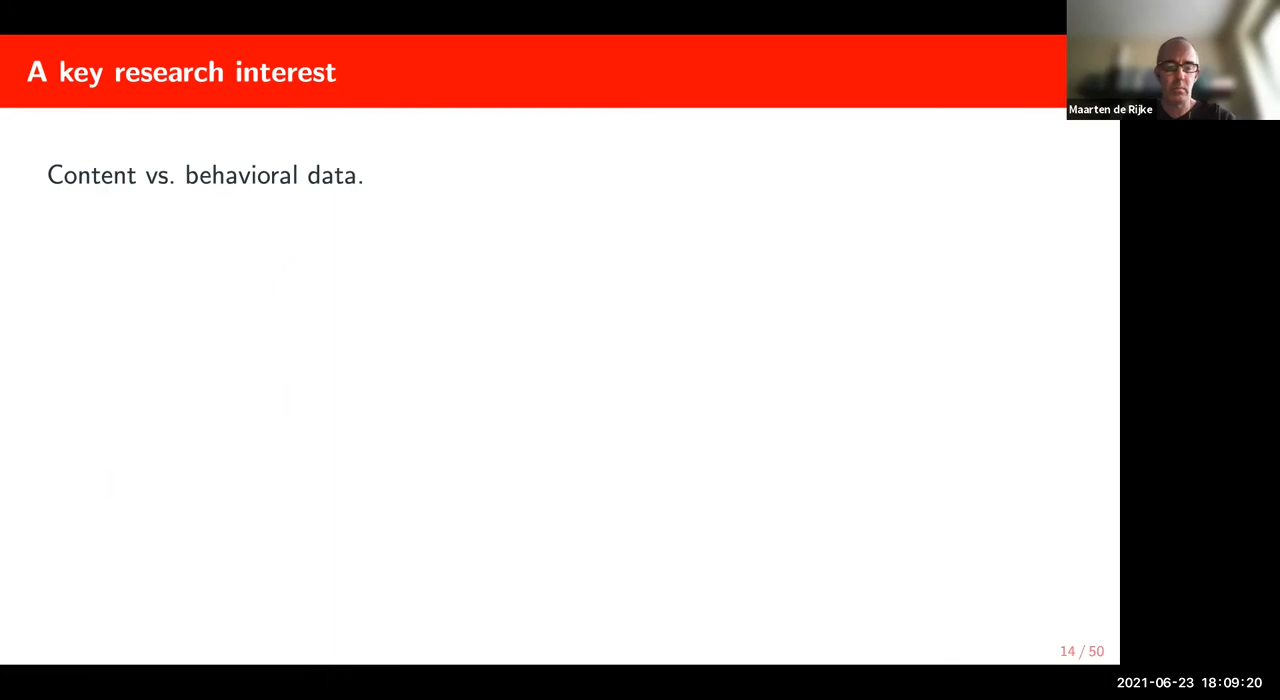 A key research interest
Maarten de Rijke
Content vs. behavioral data.
14 / 50
2021-06-23 18:09:20